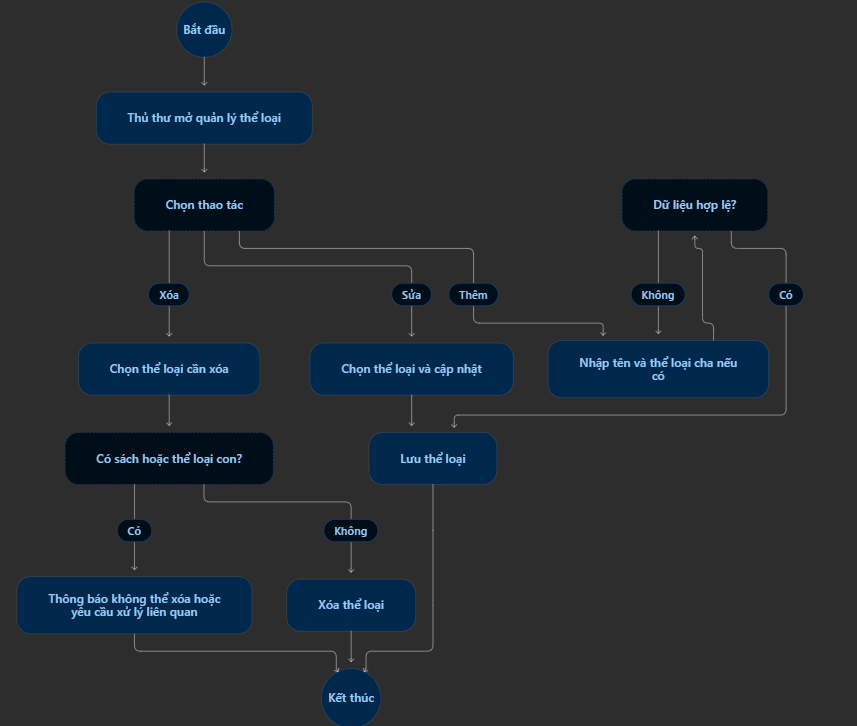 Bắt đầu
Thủ thư mở quản lý thể loại
Chọn thao tác
Dữ liệu hợp lệ?
Xóa
Sửa
Thêm
Không
Có
Chọn thể loại cần xóa
Chọn thể loại và cập nhật
Nhập tên và thể loại cha nếu
có
Có sách hoặc thể loại con?
Lưu thể loại
Có
Không
Thông báo không thể xóa hoặc
yêu cầu xử lý liên quan
Xóa thể loại
Kết thúc